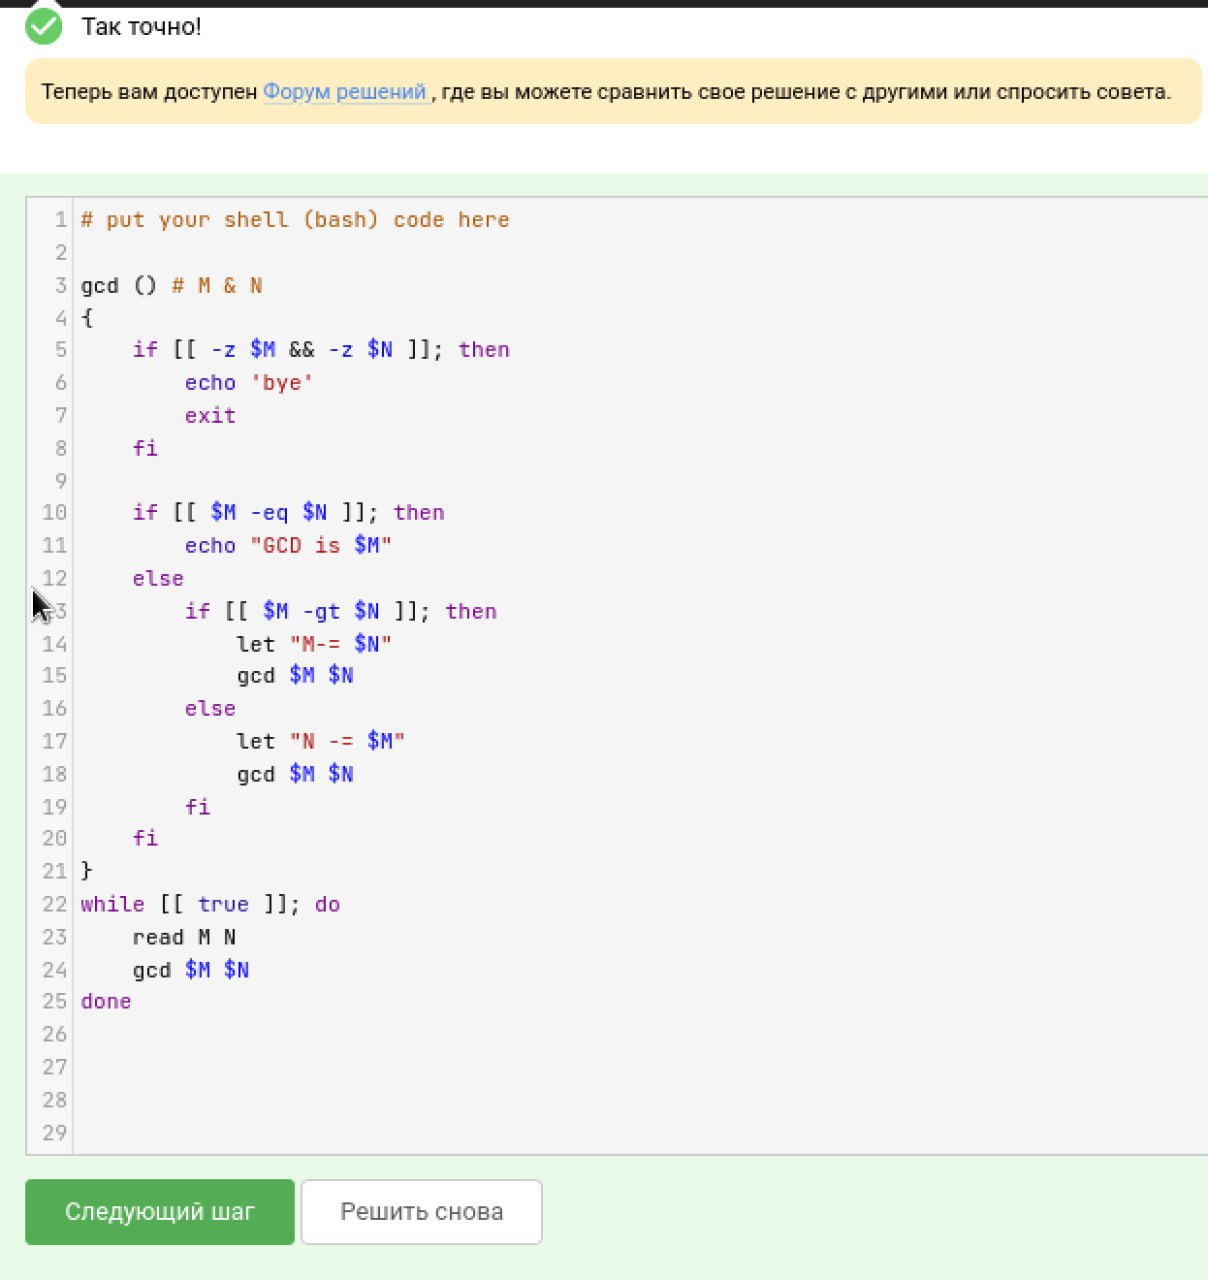 Так точно!
Теперь вам доступен Форум решений , где вы можете сравнить свое решение с другими или спросить совета.
1 # put your shell (bash) code here
2
3 gcd () # M & N
4 {
5     if [[ -z $M && -z $N ]]; then
6         echo 'bye'
7         exit
8     fi
9
10     if [[ $M -eq $N ]]; then
11         echo "GCD is $M"
12     else
13         if [[ $M -gt $N ]]; then
14             let "M-= $N"
15             gcd $M $N
16         else
17             let "N -= $M"
18             gcd $M $N
19         fi
20     fi
21 }
22 while [[ true ]]; do
23     read M N
24     gcd $M $N
25 done
26
27
28
29
Следующий шаг
Решить снова